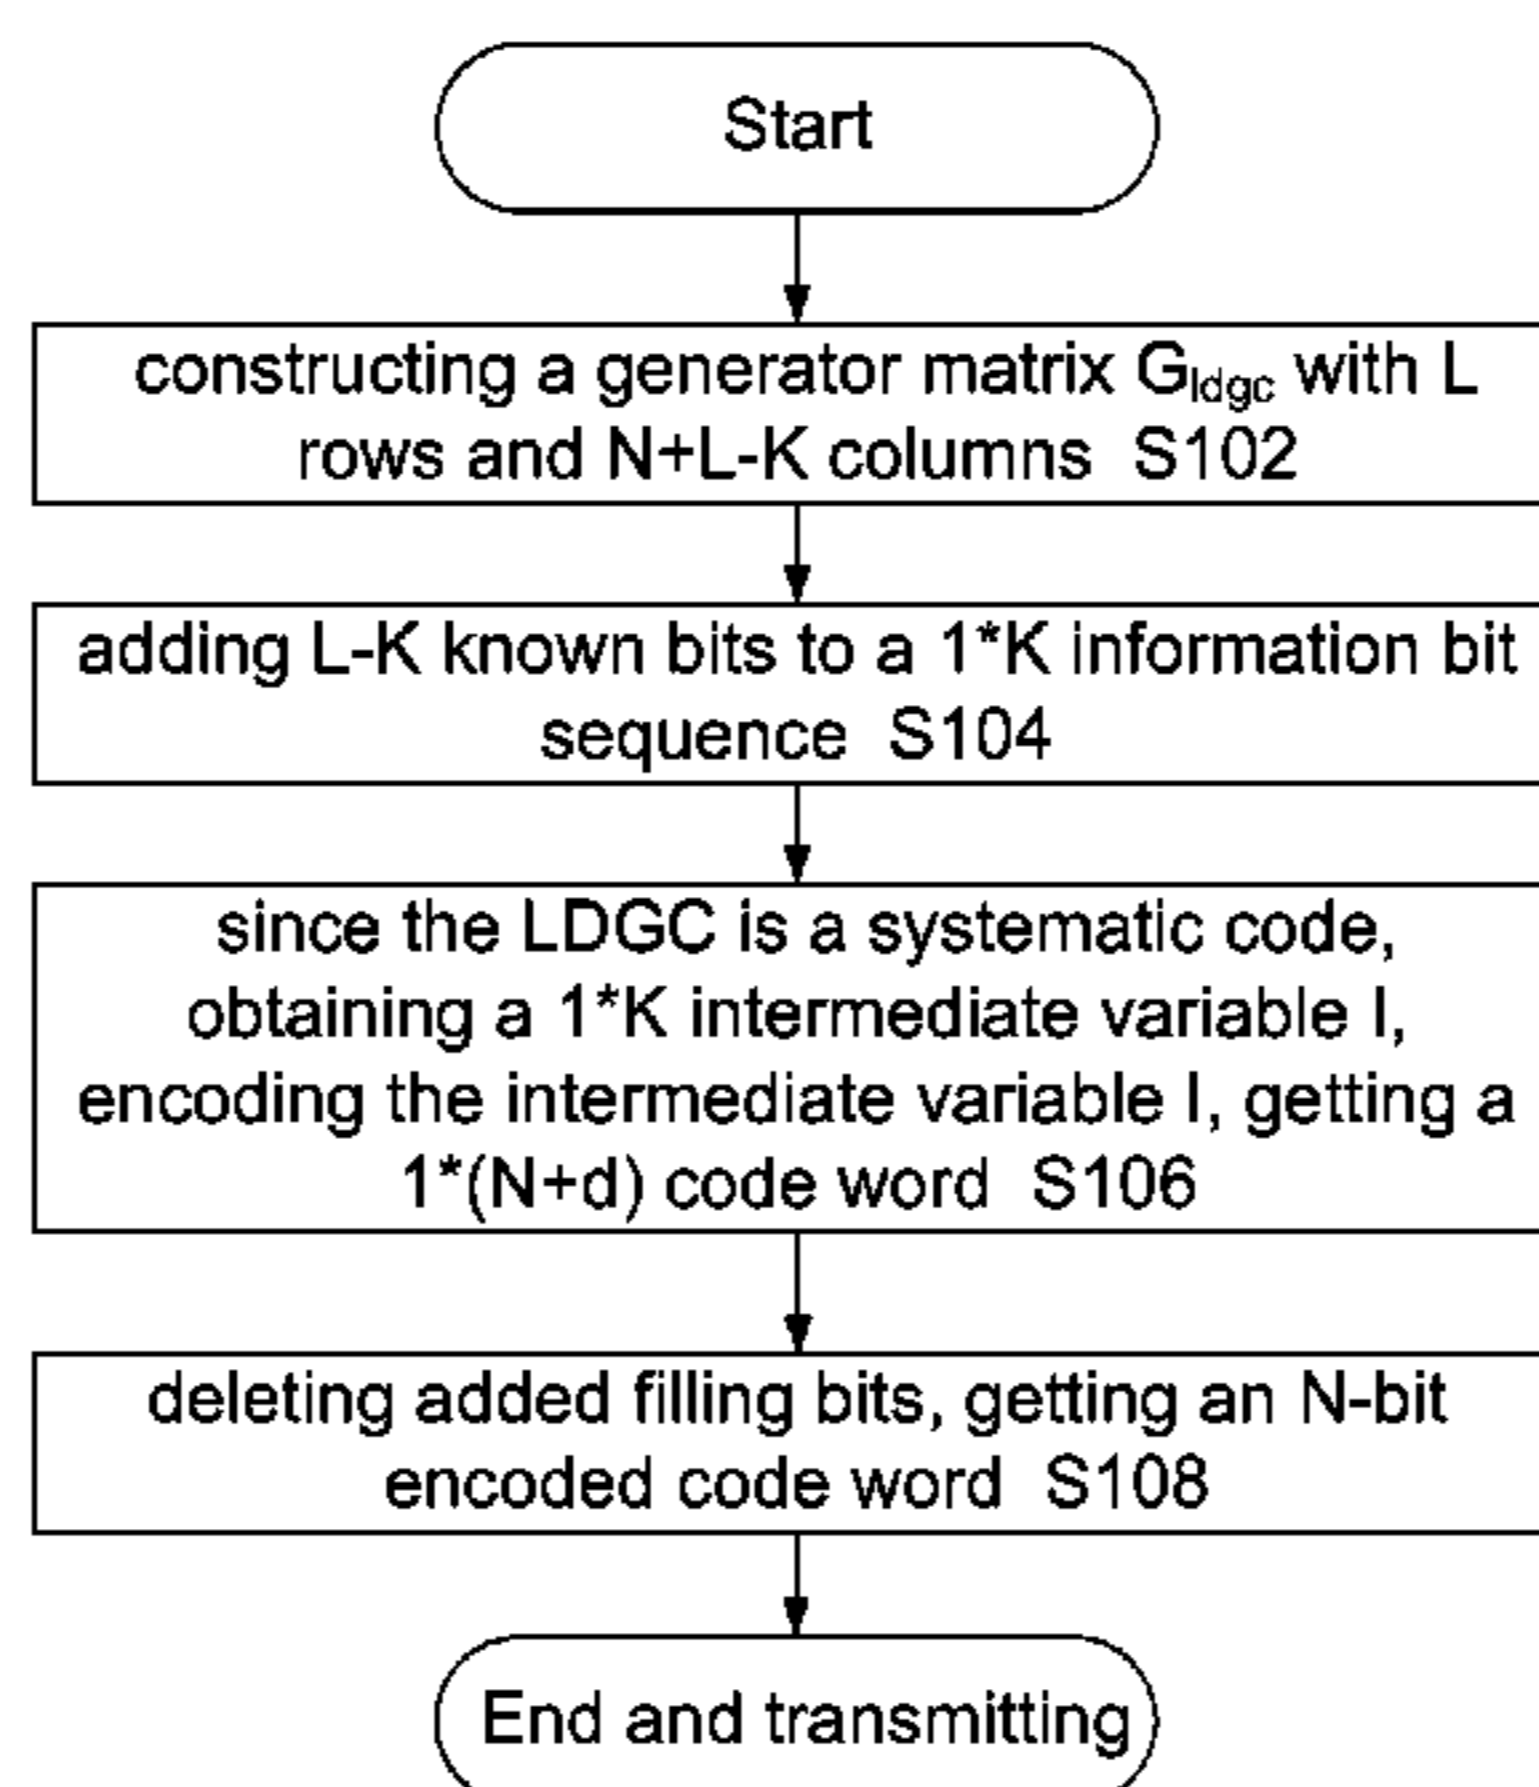 Start
constructing a generator matrix Gldgc with L
rows and N+L-K columns S102
adding L-K known bits to a 1*K information bit
sequence S104
since the LDGC is a systematic code,
obtaining a 1*K intermediate variable I,
encoding the intermediate variable I, getting a
1*(N+d) code word S106
deleting added filling bits, getting an N-bit
encoded code word S108
End and transmitting